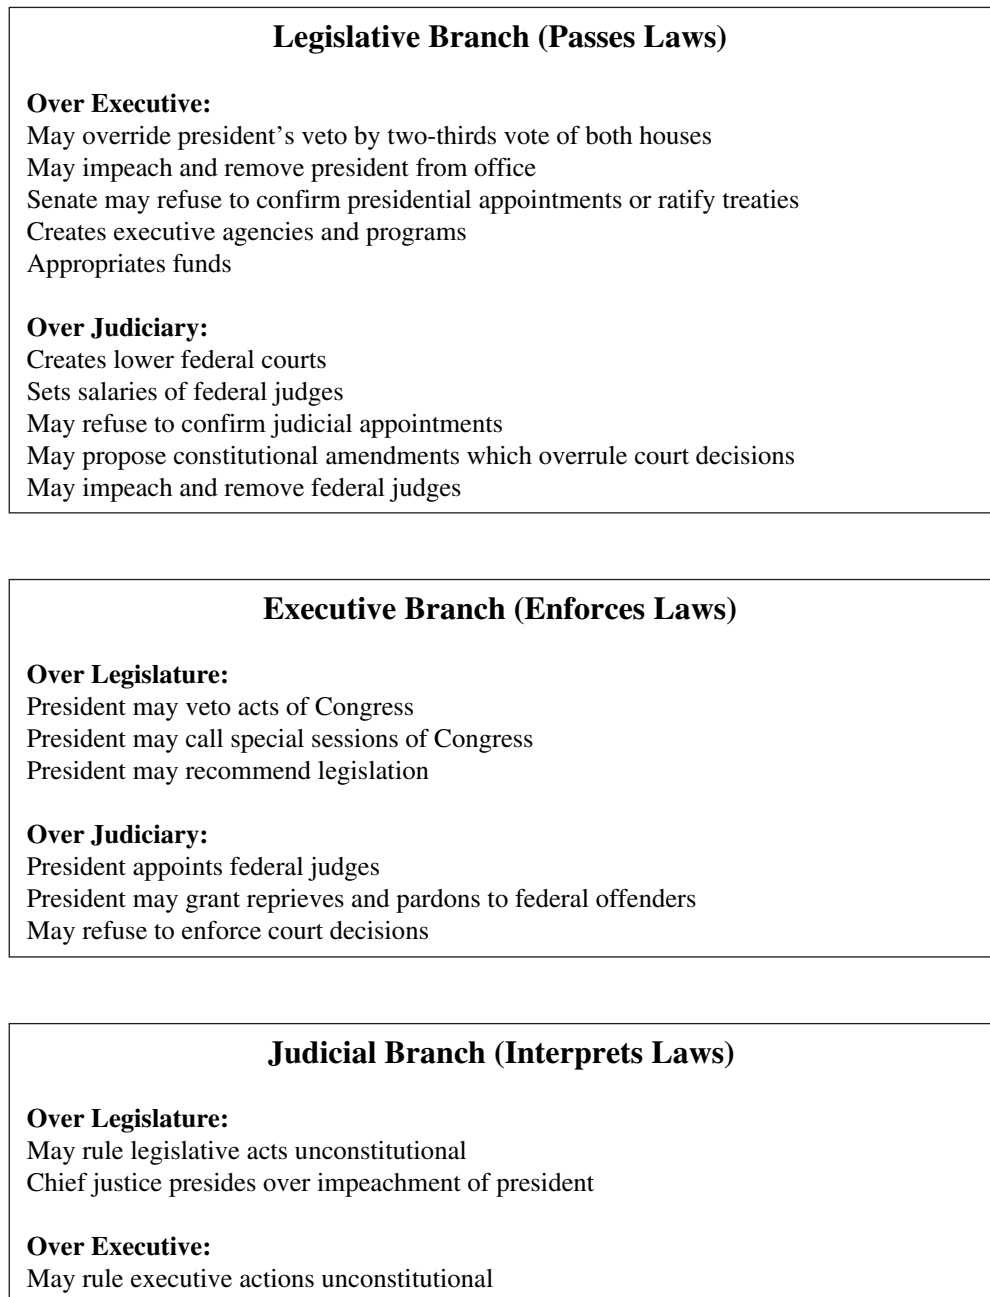 Legislative Branch (Passes Laws)
Over Executive:
May override president’s veto by two-thirds vote of both houses
May impeach and remove president from office
Senate may refuse to confirm presidential appointments or ratify treaties
Creates executive agencies and programs
Appropriates funds
Over Judiciary:
Creates lower federal courts
Sets salaries of federal judges
May refuse to confirm judicial appointments
May propose constitutional amendments which overrule court decisions
May impeach and remove federal judges
Executive Branch (Enforces Laws)
Over Legislature:
President may veto acts of Congress
President may call special sessions of Congress
President may recommend legislation
Over Judiciary:
President appoints federal judges
President may grant reprieves and pardons to federal offenders
May refuse to enforce court decisions
Judicial Branch (Interprets Laws)
Over Legislature:
May rule legislative acts unconstitutional
Chief justice presides over impeachment of president
Over Executive:
May rule executive actions unconstitutional